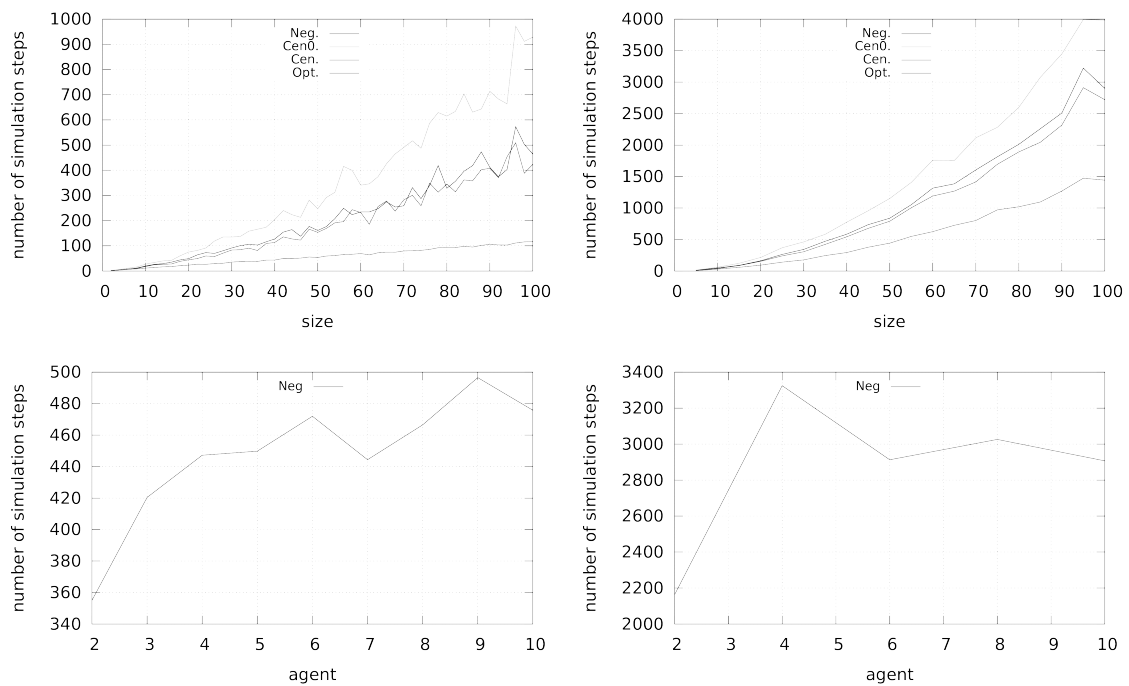 number of simulation steps
1000
900
800
700
600
500
400
300
200
100
0
Neg.
Cen0.
Cen.
Opt.
0 10 20 30 40 50 60 70 80 90 100
size
number of simulation steps
4000
3500
3000
2500
2000
1500
1000
500
0
Neg.
Cen0.
Cen.
Opt.
0 10 20 30 40 50 60 70 80 90 100
size
number of simulation steps
500
480
460
440
420
400
380
360
340
Neg
2 3 4 5 6 7 8 9 10
agent
number of simulation steps
3400
3200
3000
2800
2600
2400
2200
2000
Neg
2 3 4 5 6 7 8 9 10
agent